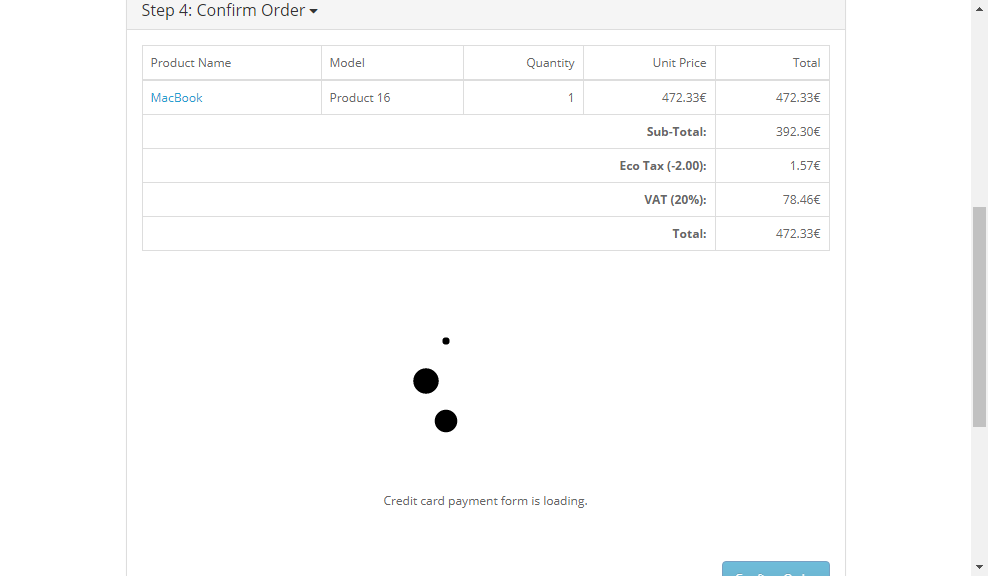 Step 4: Confirm Order
Product Name Model Quantity Unit Price Total
MacBook Product 16 1 472.33€ 472.33€
Sub-Total: 392.30€
Eco Tax (-2.00): 1.57€
VAT (20%): 78.46€
Total: 472.33€
Credit card payment form is loading.